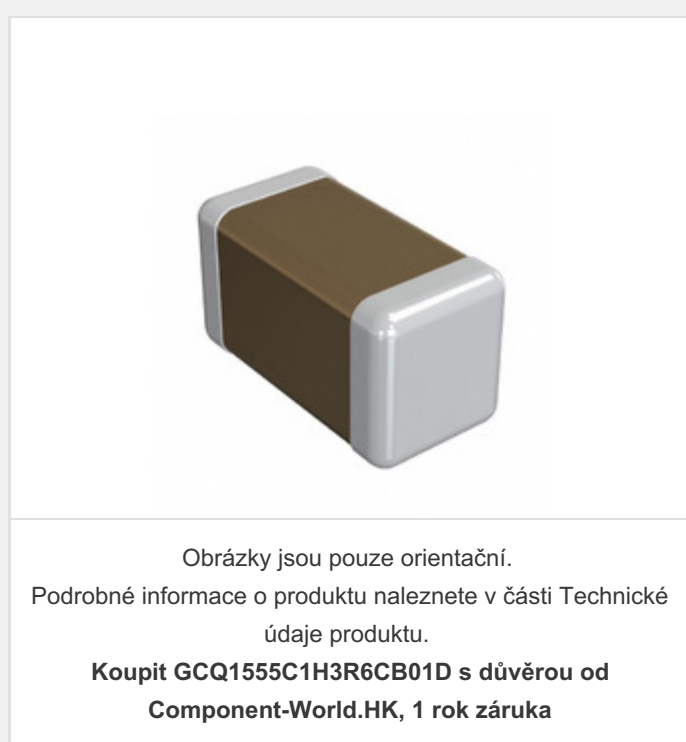 Obrázky jsou pouze orientační.
Podrobné informace o produktu naleznete v části Technické
údaje produktu.
Koupit GCQ1555C1H3R6CB01D s důvěrou od
Component-World.HK, 1 rok záruka